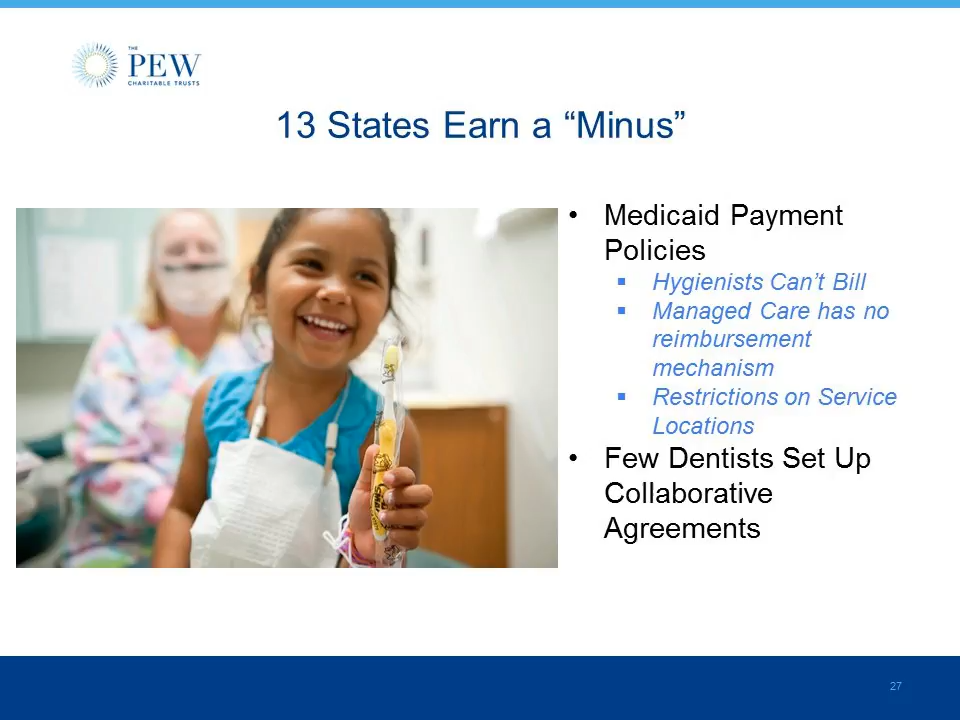 THE
PEW
CHARITABLE TRUSTS
13 States Earn a “Minus”
• Medicaid Payment
Policies
▪ Hygienists Can’t Bill
▪ Managed Care has no
reimbursement
mechanism
▪ Restrictions on Service
Locations
• Few Dentists Set Up
Collaborative
Agreements
27